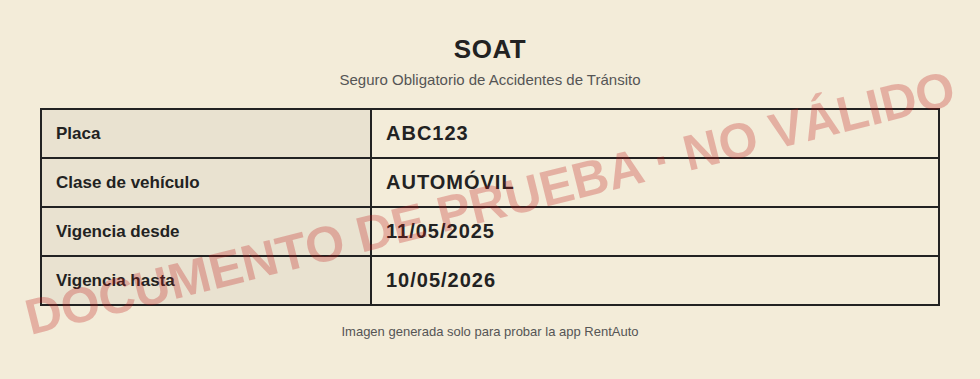 SOAT
Seguro Obligatorio de Accidentes de Tránsito
Placa ABC123
Clase de vehículo AUTOMÓVIL
Vigencia desde 11/05/2025
Vigencia hasta 10/05/2026
DOCUMENTO DE PRUEBA · NO VÁLIDO
Imagen generada solo para probar la app RentAuto